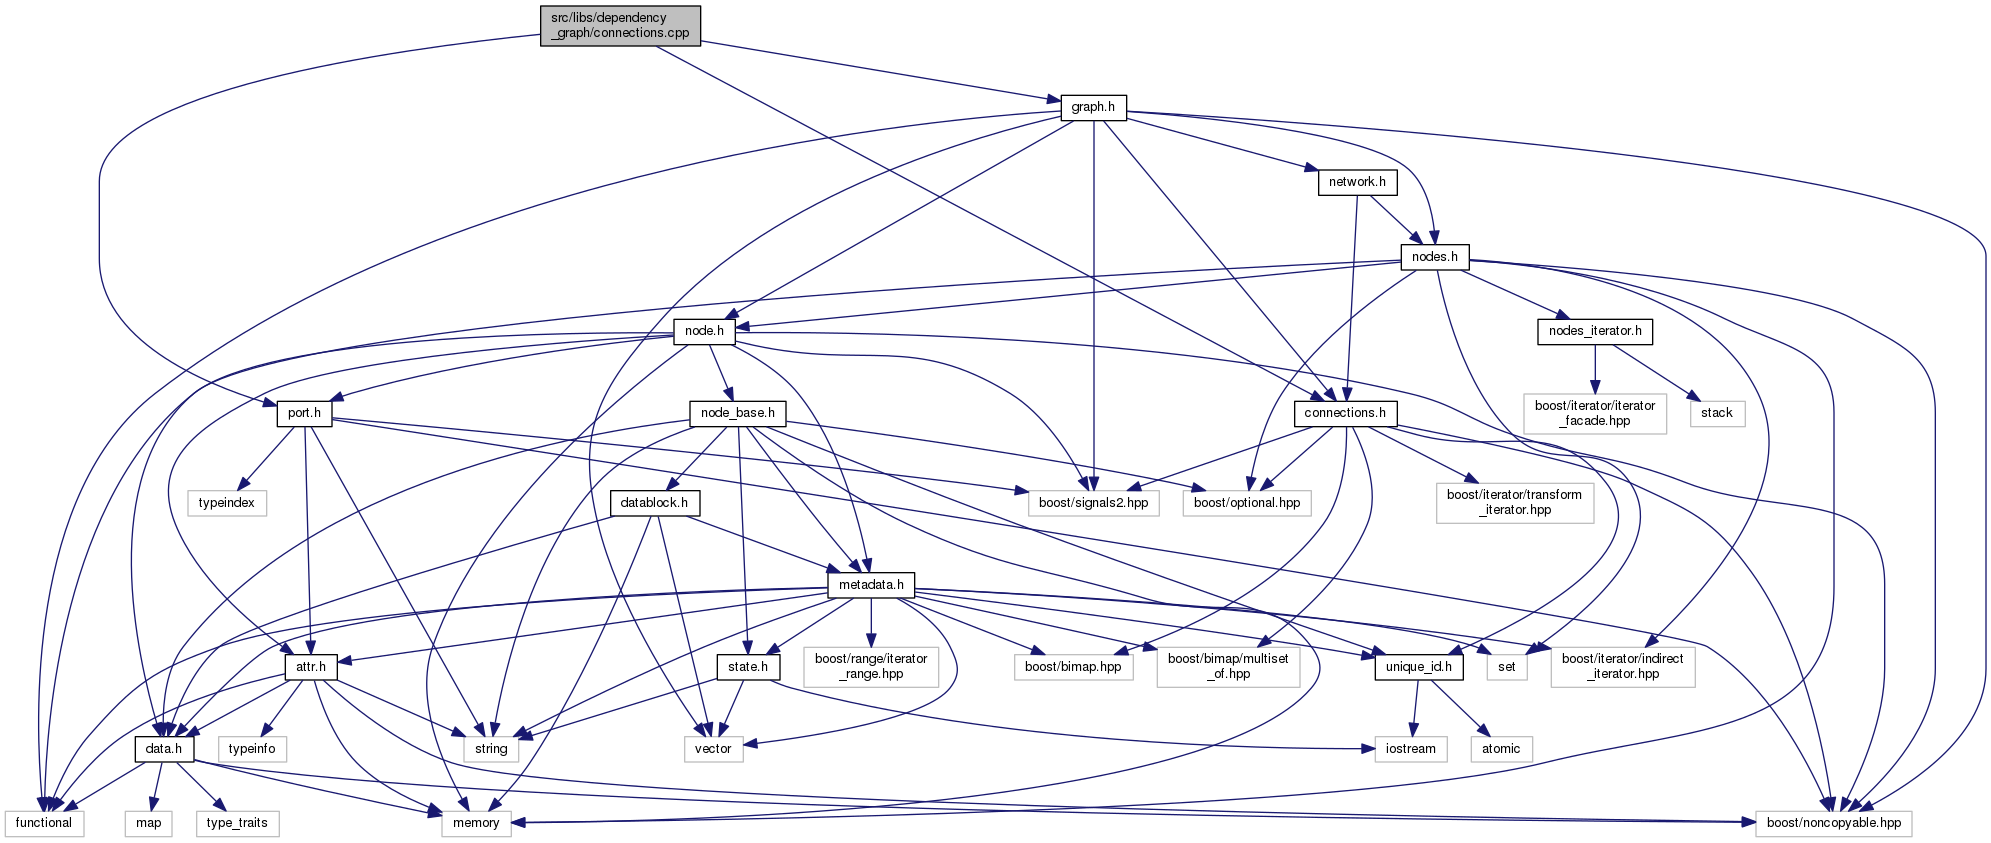 src/libs/dependency
_graph/connections.cpp
graph.h
network.h
nodes.h
node.h
nodes_iterator.h
port.h
node_base.h
connections.h
boost/iterator/iterator
_facade.hpp
stack
typeindex
datablock.h
boost/signals2.hpp
boost/optional.hpp
boost/iterator/transform
_iterator.hpp
metadata.h
attr.h
boost/range/iterator
_range.hpp
state.h
boost/bimap.hpp
boost/bimap/multiset
_of.hpp
unique_id.h
set
boost/iterator/indirect
_iterator.hpp
data.h
typeinfo
string
vector
iostream
atomic
functional
map
type_traits
memory
boost/noncopyable.hpp